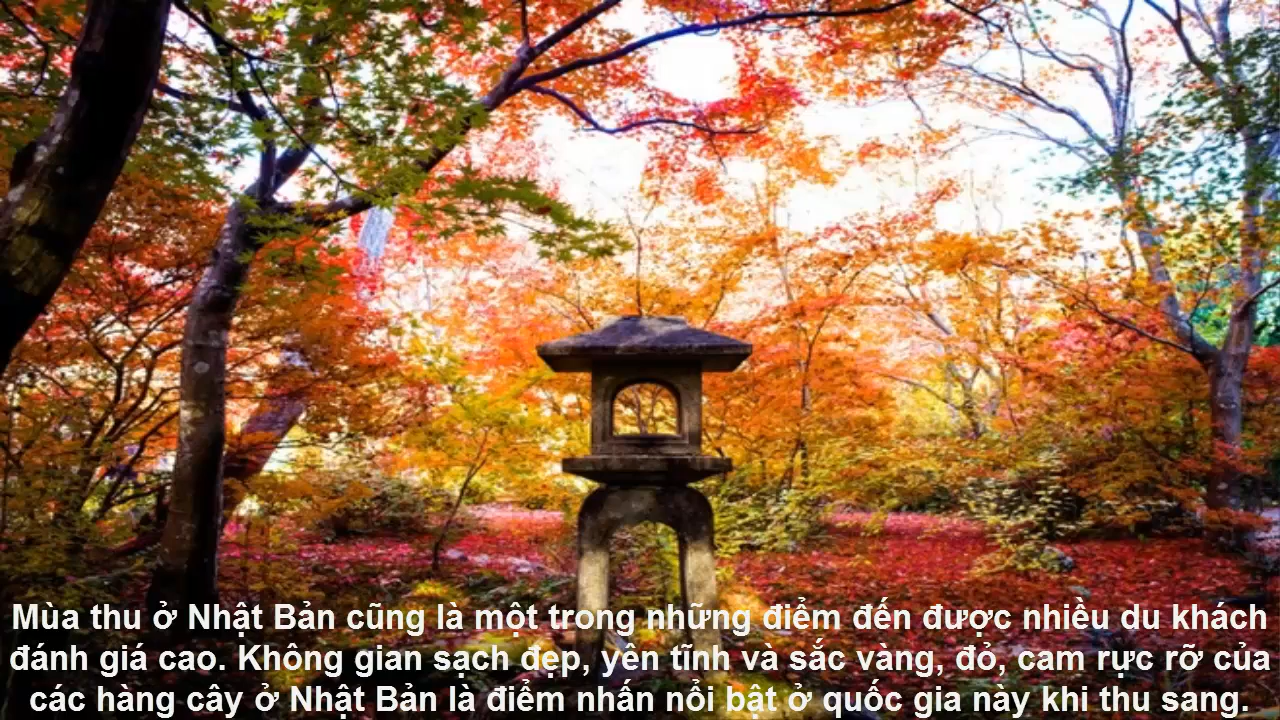 Mùa thu ở Nhật Bản cũng là một trong những điểm đến được nhiều du khách
đánh giá cao. Không gian sạch đẹp, yên tĩnh và sắc vàng, đỏ, cam rực rỡ của
các hàng cây ở Nhật Bản là điểm nhấn nổi bật ở quốc gia này khi thu sang.